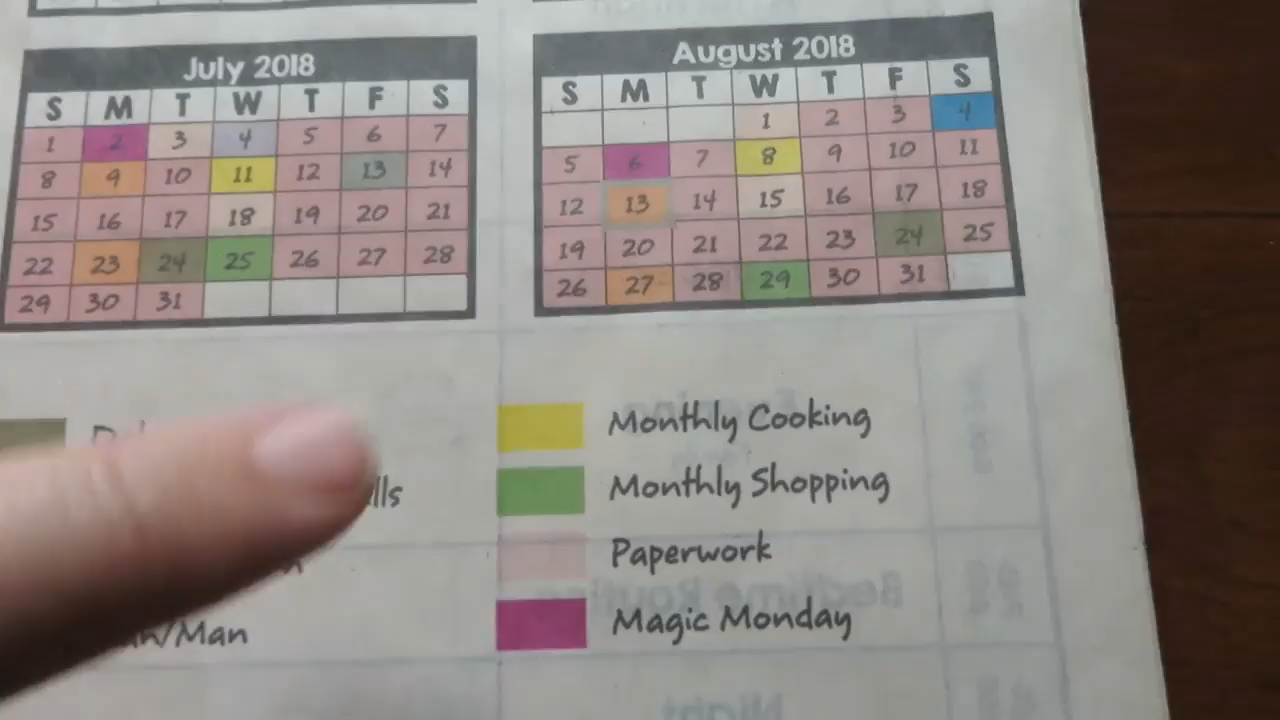 July 2018
S M T W T F S
1 2 3 4 5 6 7
8 9 10 11 12 13 14
15 16 17 18 19 20 21
22 23 24 25 26 27 28
29 30 31
August 2018
S M T W T F S
1 2 3 4
5 6 7 8 9 10 11
12 13 14 15 16 17 18
19 20 21 22 23 24 25
26 27 28 29 30 31
Monthly Cooking
Monthly Shopping
Paperwork
Magic Monday